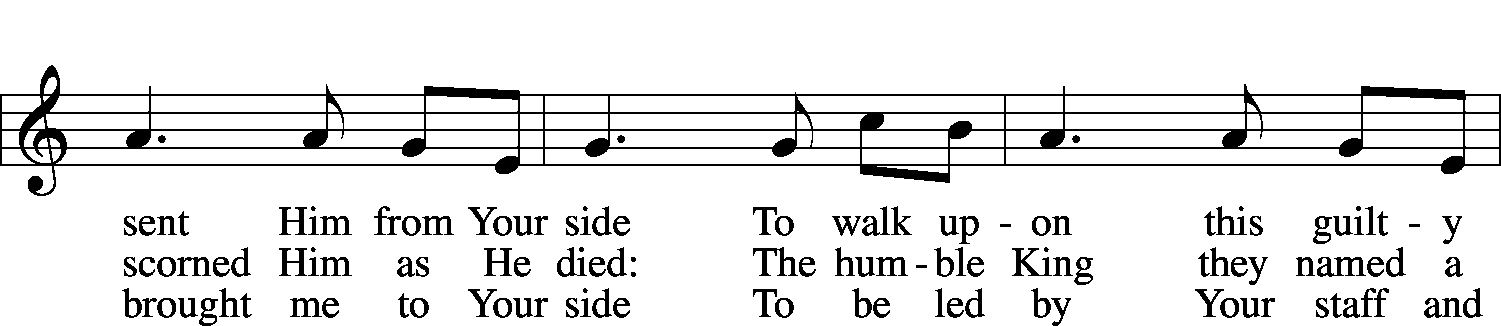 sent Him from Your side To walk up - on this guilt - y
scorned Him as He died: The hum - ble King they named a
brought me to Your side To be led by Your staff and